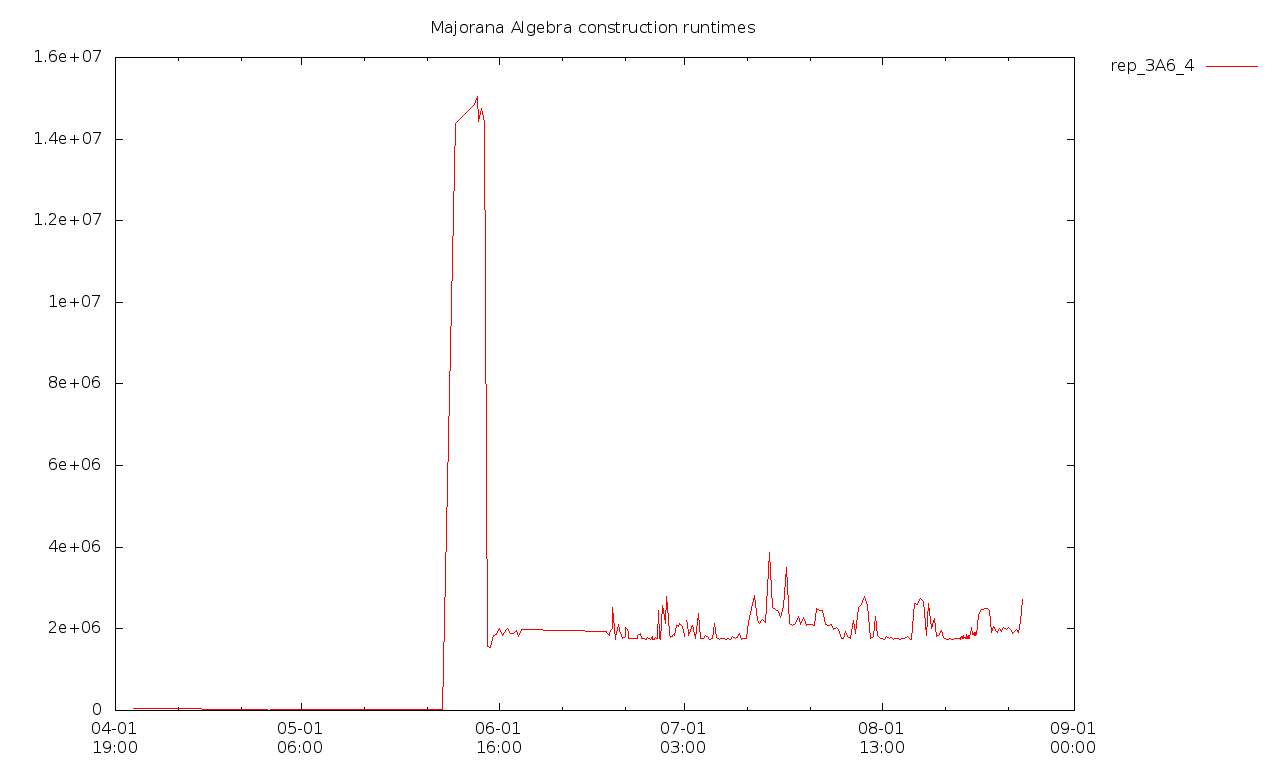 Majorana Algebra construction runtimes
rep_3A6_4
1.6e+07
1.4e+07
1.2e+07
1e+07
8e+06
6e+06
4e+06
2e+06
0
04-01 05-01 06-01 07-01 08-01 09-01
19:00 06:00 16:00 03:00 13:00 00:00